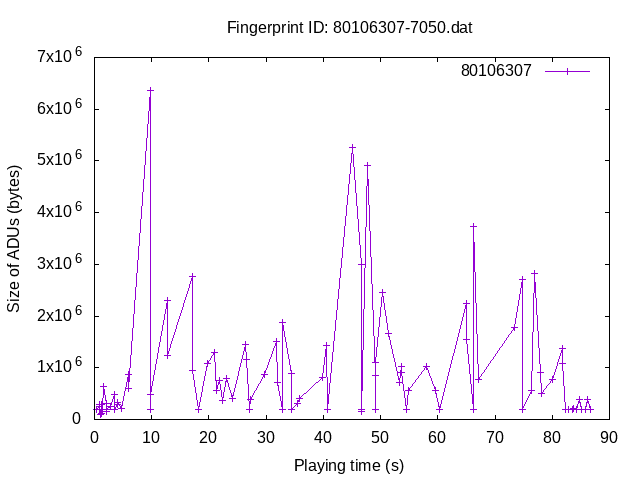 Fingerprint ID: 80106307-7050.dat
80106307
Size of ADUs (bytes)
7x10^6
6x10^6
5x10^6
4x10^6
3x10^6
2x10^6
1x10^6
0
0 10 20 30 40 50 60 70 80 90
Playing time (s)